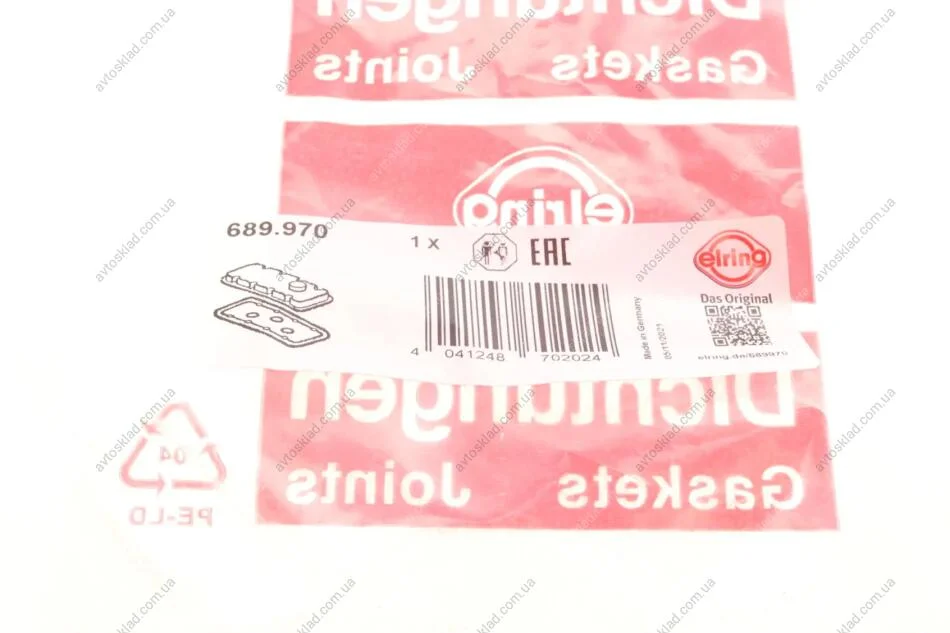 Dichtungen
Gaskets Joints
elring
689.970
1 x
EAC
elring
Das Original
4 041248 702024
Made in Germany
05/11/2021
elring.de/689970
Dichtungen
Gaskets Joints
04
PE-LD
avtosklad.com.ua